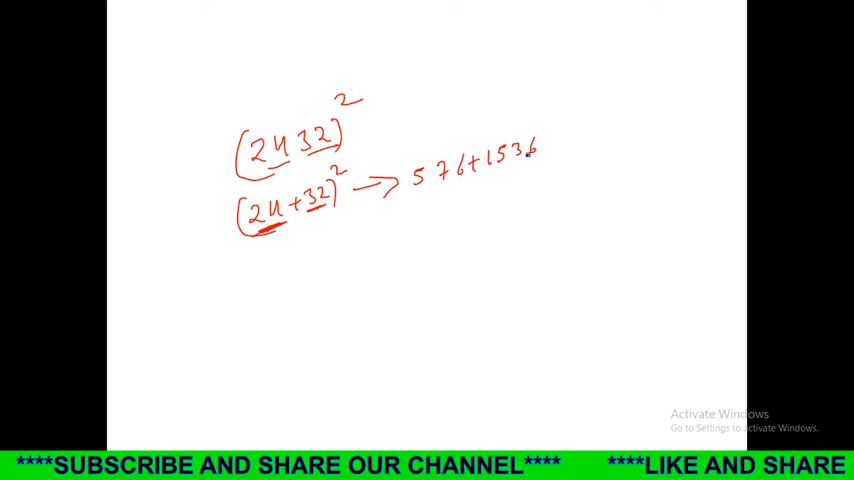 (2432)²
(24+32)² → 576+1536
Activate Windows
Go to Settings to activate Windows.
****SUBSCRIBE AND SHARE OUR CHANNEL**** ****LIKE AND SHARE